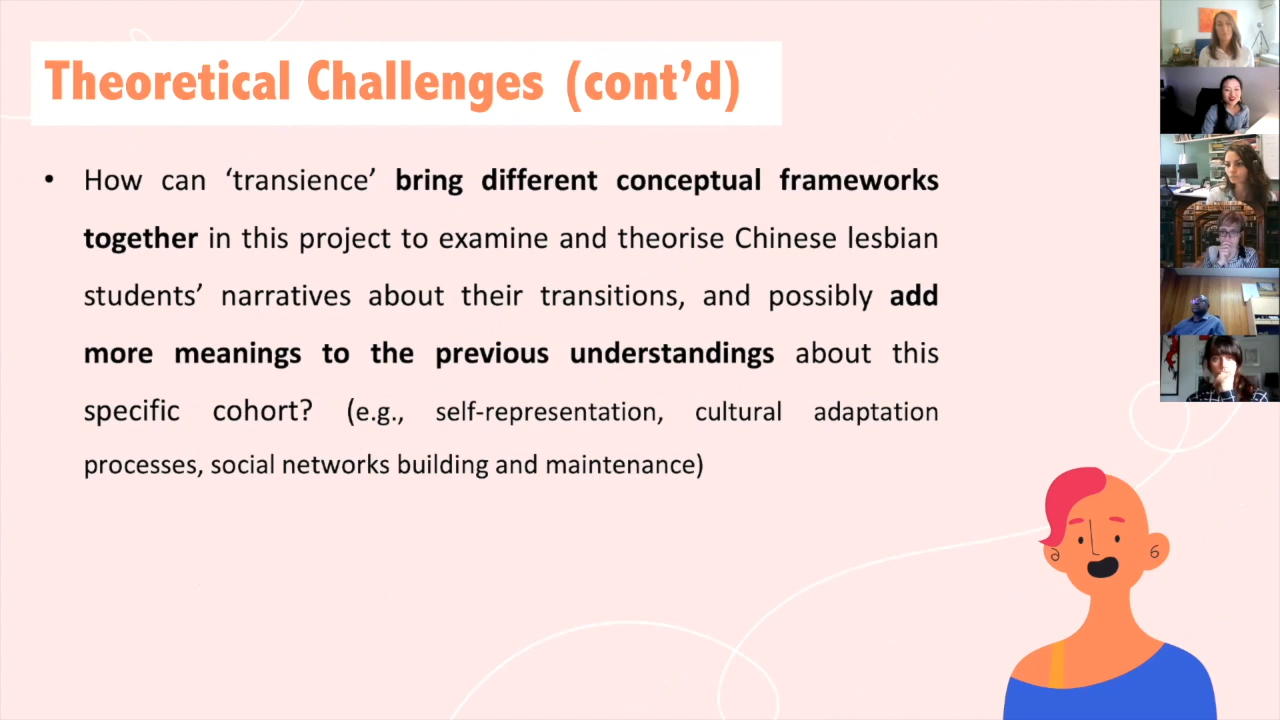 Theoretical Challenges (cont’d)
• How can ‘transience’ bring different conceptual frameworks
together in this project to examine and theorise Chinese lesbian
students’ narratives about their transitions, and possibly add
more meanings to the previous understandings about this
specific cohort? (e.g., self-representation, cultural adaptation
processes, social networks building and maintenance)